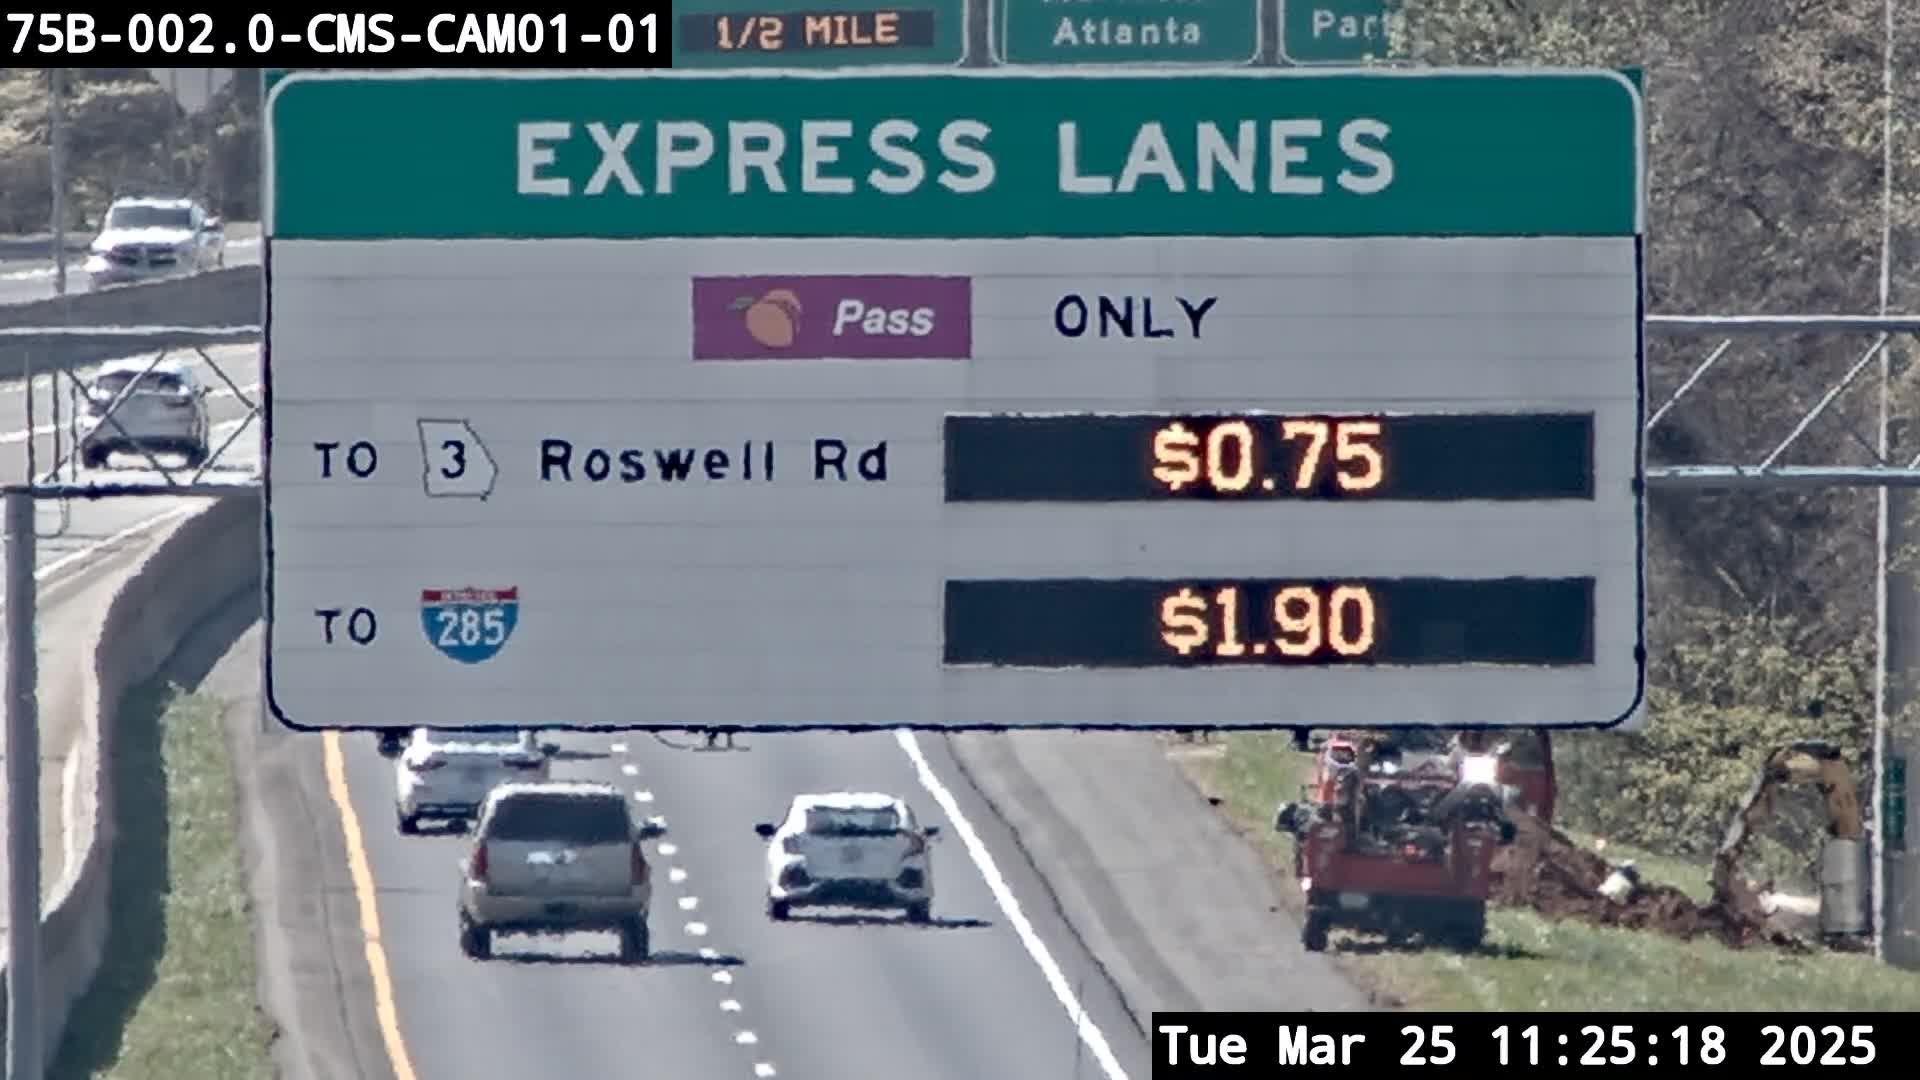 75B-002.0-CMS-CAM01-01
1/2 MILE
Atlanta
EXPRESS LANES
Pass ONLY
TO 3 Roswell Rd $0.75
TO 285 $1.90
Tue Mar 25 11:25:18 2025